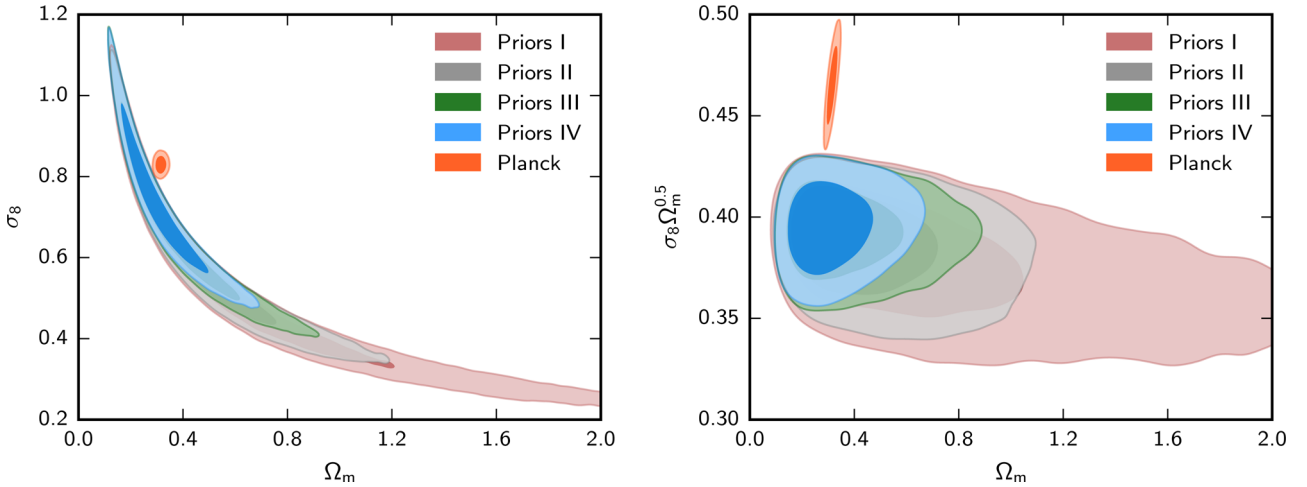 1.2
1.0
0.8
0.6
0.4
0.2
σ₈
0.0 0.4 0.8 1.2 1.6 2.0
Ωₘ
Priors I
Priors II
Priors III
Priors IV
Planck
0.50
0.45
0.40
0.35
0.30
σ₈Ωₘ⁰·⁵
0.0 0.4 0.8 1.2 1.6 2.0
Ωₘ
Priors I
Priors II
Priors III
Priors IV
Planck